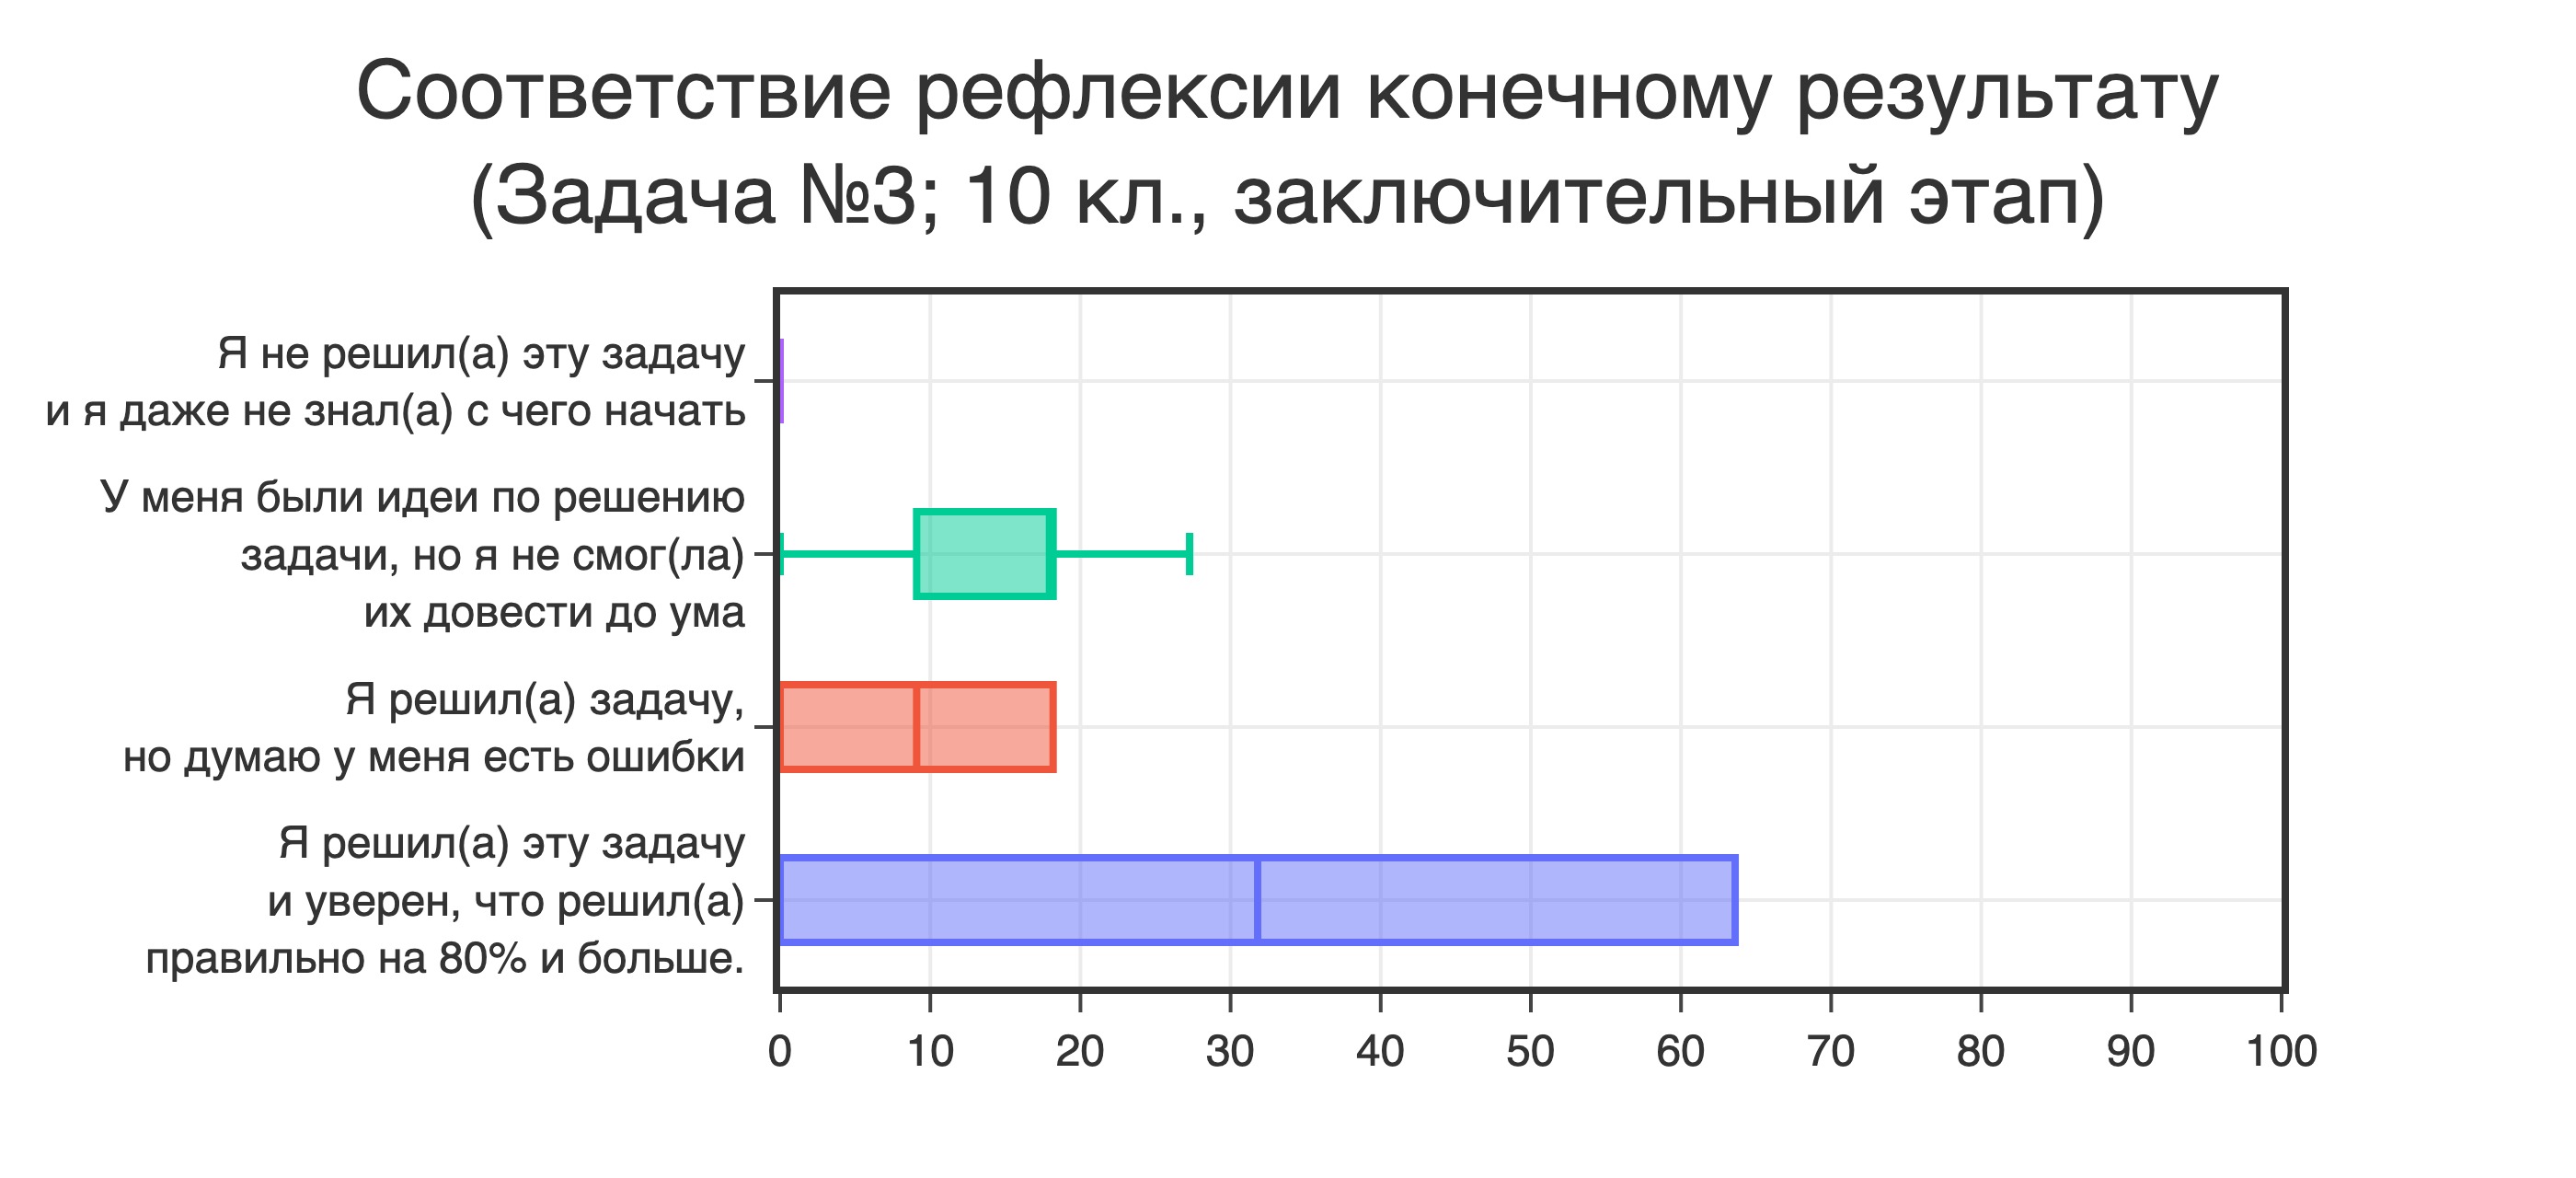 Соответствие рефлексии конечному результату
(Задача №3; 10 кл., заключительный этап)
Я не решил(а) эту задачу
и я даже не знал(а) с чего начать
У меня были идеи по решению
задачи, но я не смог(ла)
их довести до ума
Я решил(а) задачу,
но думаю у меня есть ошибки
Я решил(а) эту задачу
и уверен, что решил(а)
правильно на 80% и больше.
0 10 20 30 40 50 60 70 80 90 100